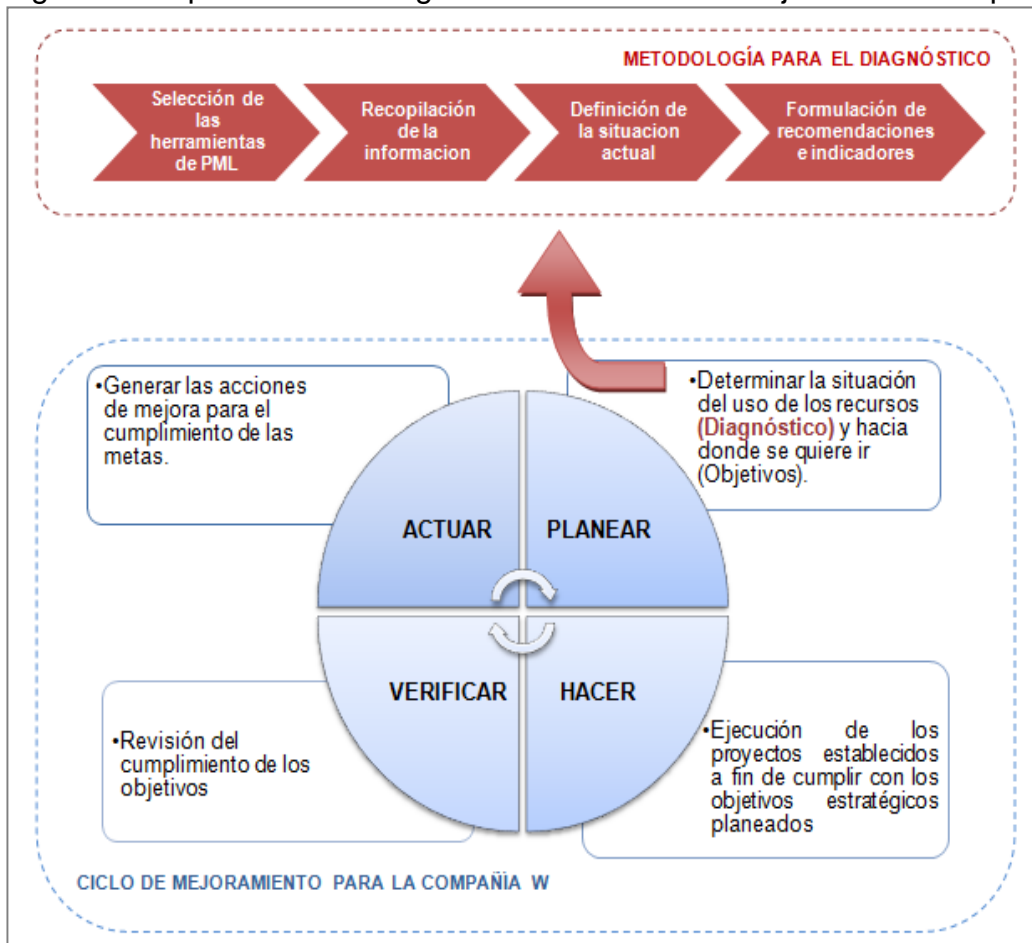 METODOLOGÍA PARA EL DIAGNÓSTICO
Selección de
las
herramientas
de PML
Recopilación
de la
informacion
Definición de
la situacion
actual
Formulación de
recomendaciones
e indicadores
•Generar las acciones
de mejora para el
cumplimiento de las
metas.
•Determinar la situación
del uso de los recursos
(Diagnóstico) y hacia
donde se quiere ir
(Objetivos).
ACTUAR
PLANEAR
VERIFICAR
HACER
•Revisión del
cumplimiento de los
objetivos
•Ejecución de los
proyectos establecidos
a fin de cumplir con los
objetivos estratégicos
planeados
CICLO DE MEJORAMIENTO PARA LA COMPAÑÏA W